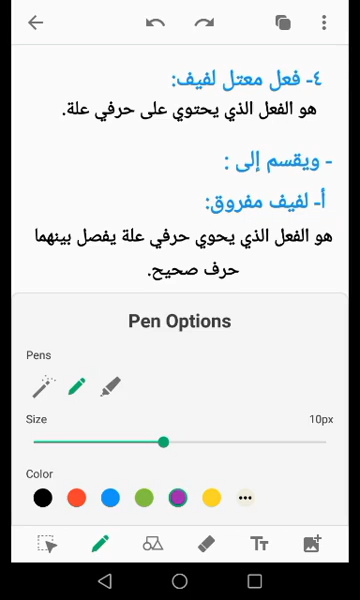 ٤- فعل معتل لفيف:
هو الفعل الذي يحتوي على حرفي علة.
- ويقسم إلى :
أ- لفيف مفروق:
هو الفعل الذي يحوي حرفي علة يفصل بينهما
حرف صحيح.
Pen Options
Pens
Size 10px
Color
Tт